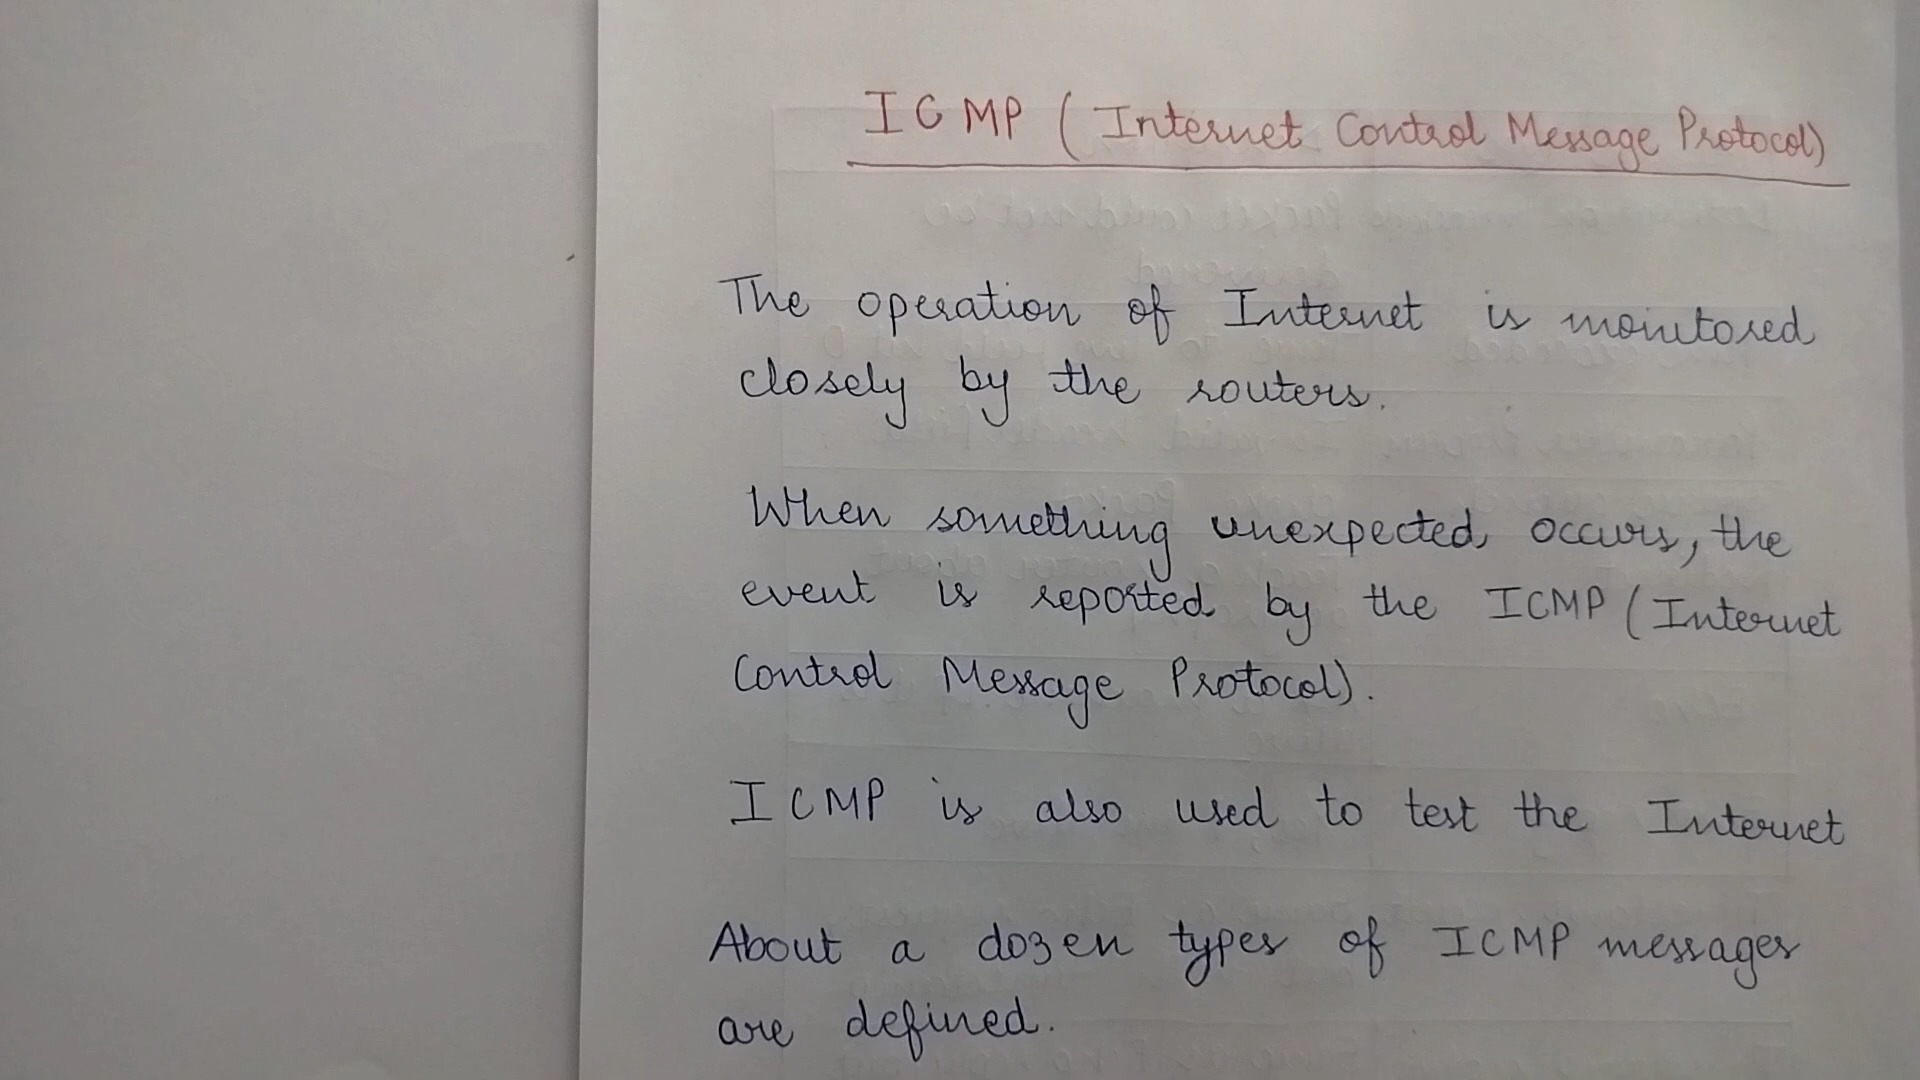 ICMP (Internet Control Message Protocol)
The operation of Internet is monitored
closely by the routers.
When something unexpected occurs, the
event is reported by the ICMP (Internet
Control Message Protocol).
ICMP is also used to test the Internet
About a dozen types of ICMP messages
are defined.